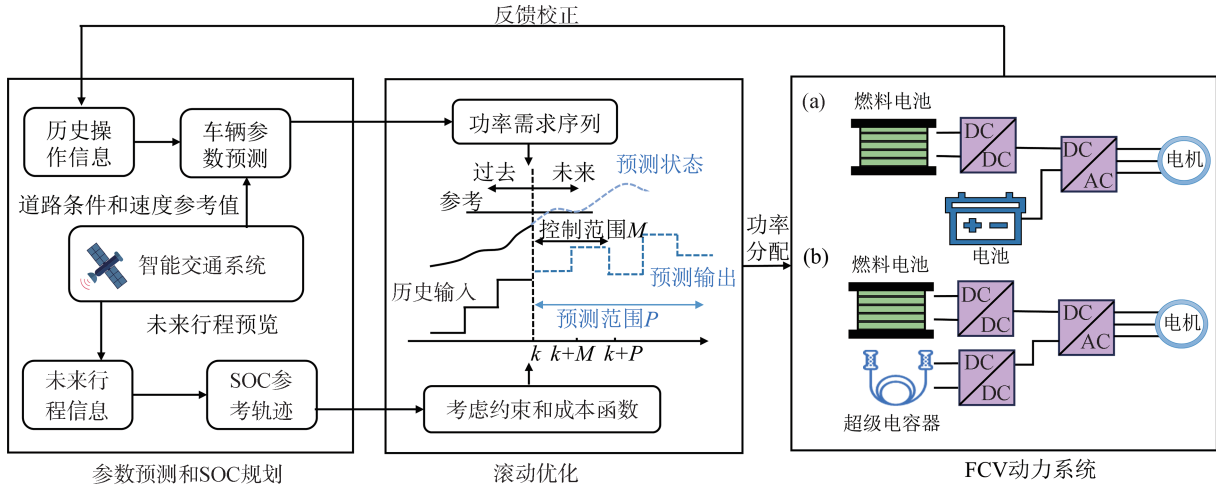 反馈校正
历史操
作信息
车辆参
数预测
道路条件和速度参考值
智能交通系统
未来行程预览
未来行
程信息
SOC参
考轨迹
参数预测和SOC规划
功率需求序列
过去
未来
预测状态
参考
控制范围M
历史输入
预测输出
预测范围P
k
k+M
k+P
考虑约束和成本函数
滚动优化
功率
分配
(a)
燃料电池
DC
DC
DC
AC
电机
电池
(b)
燃料电池
DC
DC
DC
AC
电机
DC
DC
超级电容器
FCV动力系统